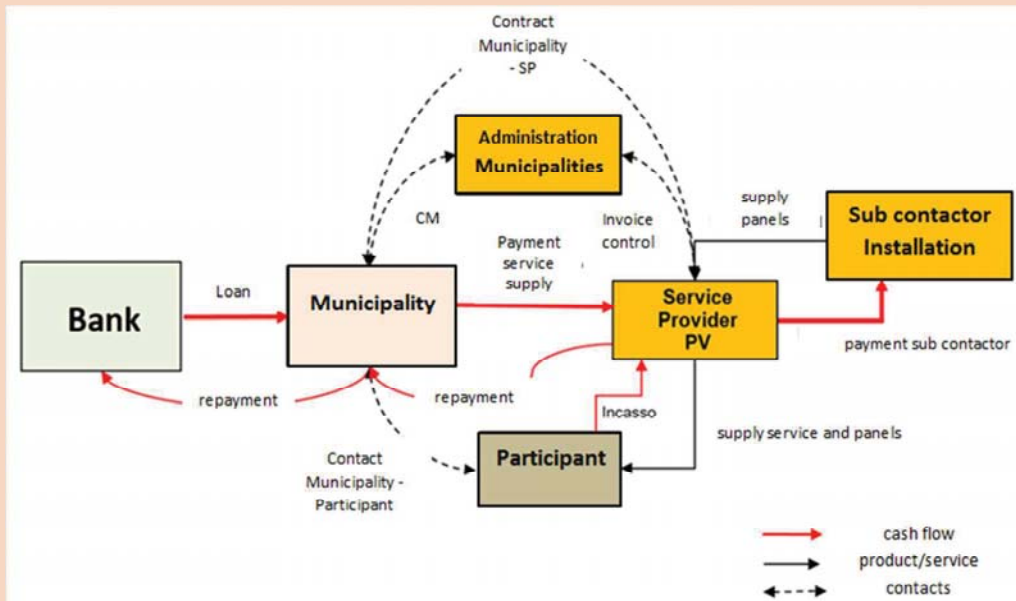 Contract
Municipality
- SP
Administration
Municipalities
supply
panels
Sub contactor
Installation
CM
Invoice
control
Payment
service
supply
Loan
Bank
Municipality
Service
Provider
PV
payment sub contactor
repayment
repayment
Incasso
supply service and panels
Participant
Contact
Municipality -
Participant
cash flow
product/service
contacts